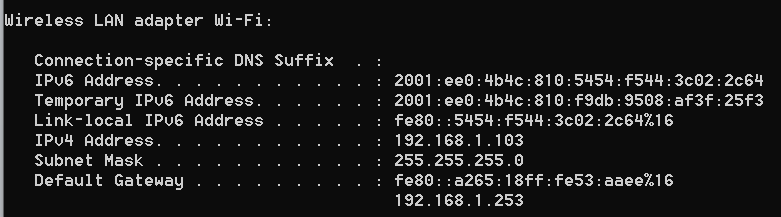 Wireless LAN adapter Wi-Fi:
Connection-specific DNS Suffix . :
IPv6 Address. . . . . . . . . . . : 2001:ee0:4b4c:810:5454:f544:3c02:2c64
Temporary IPv6 Address. . . . . . : 2001:ee0:4b4c:810:f9db:9508:af3f:25f3
Link-local IPv6 Address . . . . . : fe80::5454:f544:3c02:2c64%16
IPv4 Address. . . . . . . . . . . : 192.168.1.103
Subnet Mask . . . . . . . . . . . : 255.255.255.0
Default Gateway . . . . . . . . . : fe80::a265:18ff:fe53:aaee%16
192.168.1.253